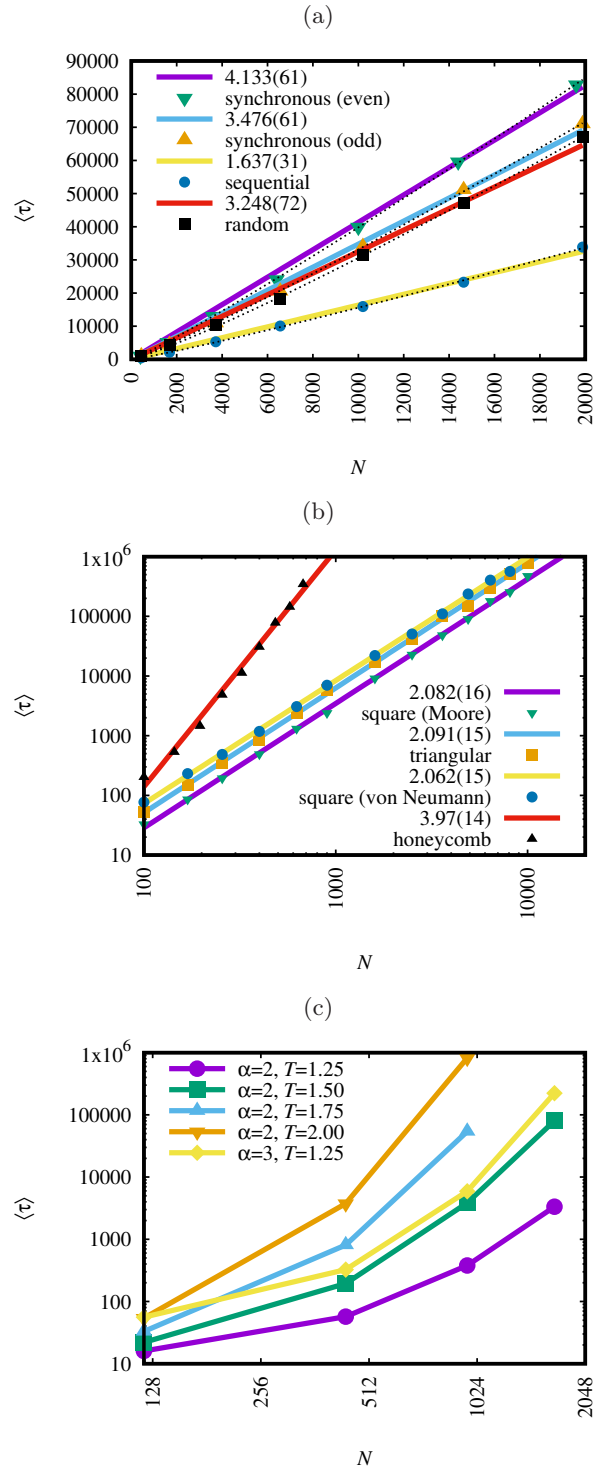 (a)
90000
80000
70000
60000
50000
40000
30000
20000
10000
0
⟨τ⟩
4.133(61)
synchronous (even)
3.476(61)
synchronous (odd)
1.637(31)
sequential
3.248(72)
random
0
2000
4000
6000
8000
10000
12000
14000
16000
18000
20000
N
(b)
1x10⁶
100000
10000
1000
100
10
⟨τ⟩
2.082(16)
square (Moore)
2.091(15)
triangular
2.062(15)
square (von Neumann)
3.97(14)
honeycomb
100
1000
10000
N
(c)
1x10⁶
100000
10000
1000
100
10
⟨τ⟩
α=2, T=1.25
α=2, T=1.50
α=2, T=1.75
α=2, T=2.00
α=3, T=1.25
128
256
512
1024
2048
N